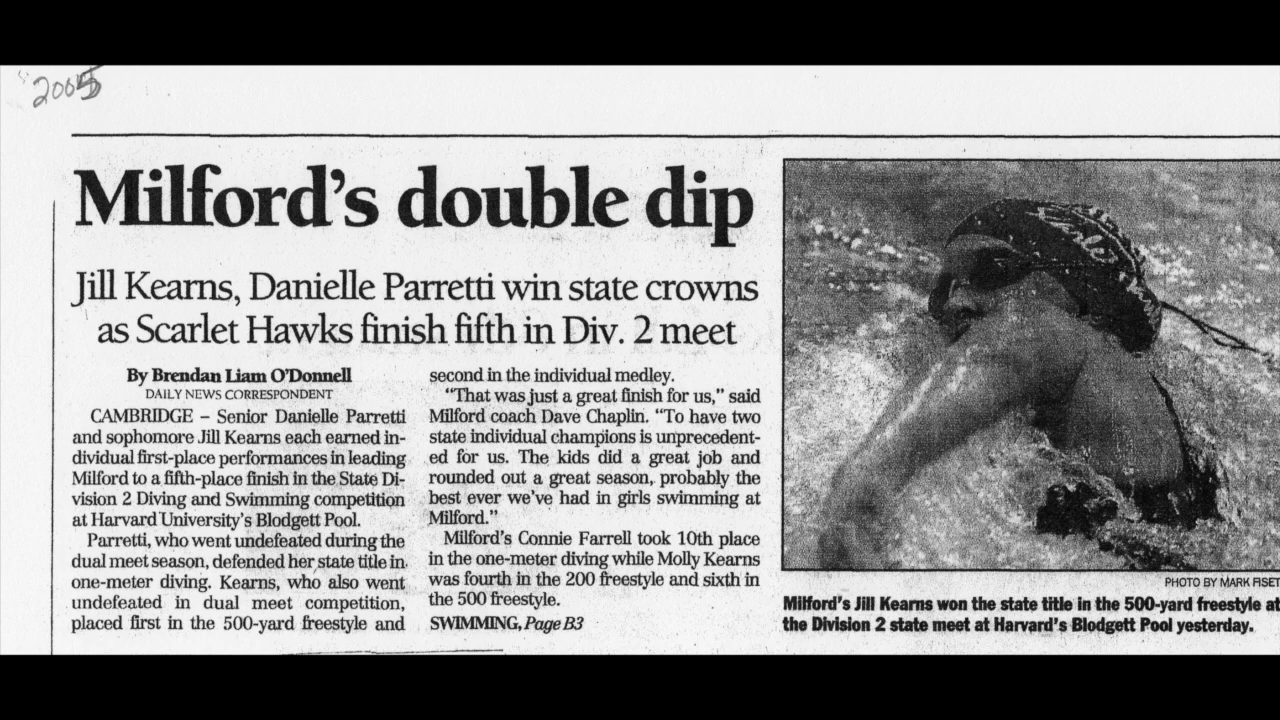 2005
Milford's double dip
Jill Kearns, Danielle Parretti win state crowns
as Scarlet Hawks finish fifth in Div. 2 meet
By Brendan Liam O'Donnell
DAILY NEWS CORRESPONDENT
CAMBRIDGE – Senior Danielle Parretti
and sophomore Jill Kearns each earned in-
dividual first-place performances in leading
Milford to a fifth-place finish in the State Di-
vision 2 Diving and Swimming competition
at Harvard University's Blodgett Pool.
Parretti, who went undefeated during the
dual meet season, defended her state title in
one-meter diving. Kearns, who also went
undefeated in dual meet competition,
placed first in the 500-yard freestyle and
second in the individual medley.
"That was just a great finish for us," said
Milford coach Dave Chaplin. "To have two
state individual champions is unprecedent-
ed for us. The kids did a great job and
rounded out a great season, probably the
best ever we've had in girls swimming at
Milford."
Milford's Connie Farrell took 10th place
in the one-meter diving while Molly Kearns
was fourth in the 200 freestyle and sixth in
the 500 freestyle.
SWIMMING, Page B3
PHOTO BY MARK FISET
Milford's Jill Kearns won the state title in the 500-yard freestyle at
the Division 2 state meet at Harvard's Blodgett Pool yesterday.